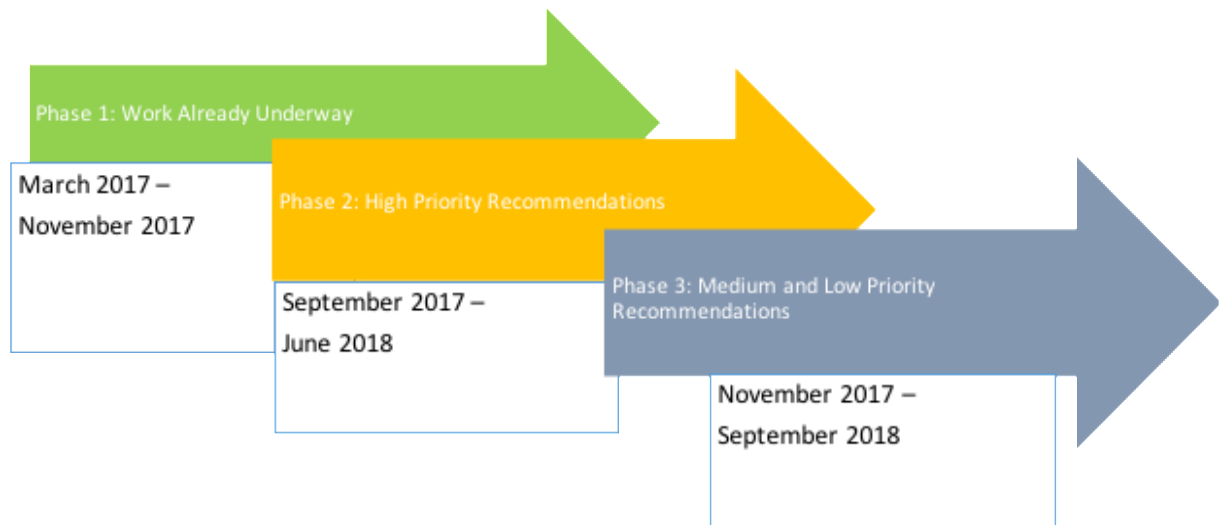 Phase 1: Work Already Underway
March 2017 –
November 2017
Phase 2: High Priority Recommendations
September 2017 –
June 2018
Phase 3: Medium and Low Priority
Recommendations
November 2017 –
September 2018